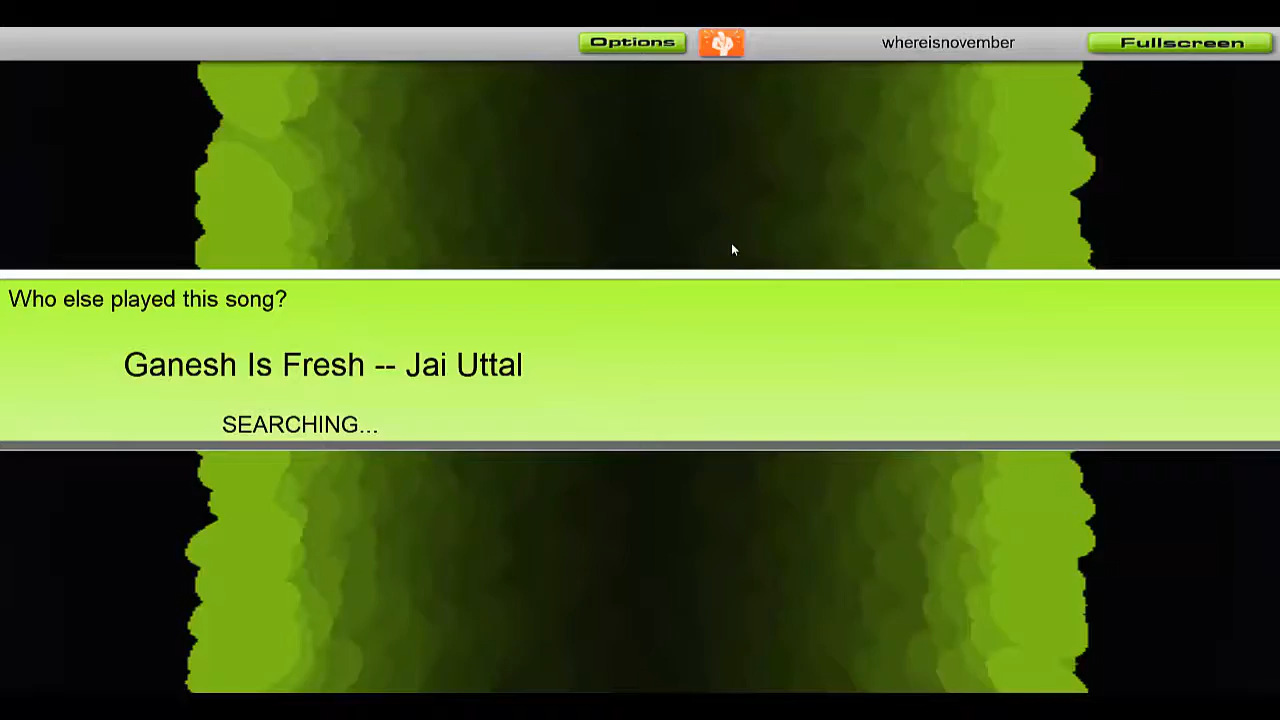 Options
whereisnovember
Fullscreen
Who else played this song?
Ganesh Is Fresh -- Jai Uttal
SEARCHING...